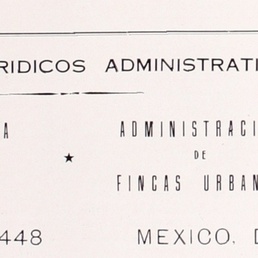 RIDICOS ADMINISTRATI
A ADMINISTRACI
★ DE
FINCAS URBAN
448 MEXICO, D